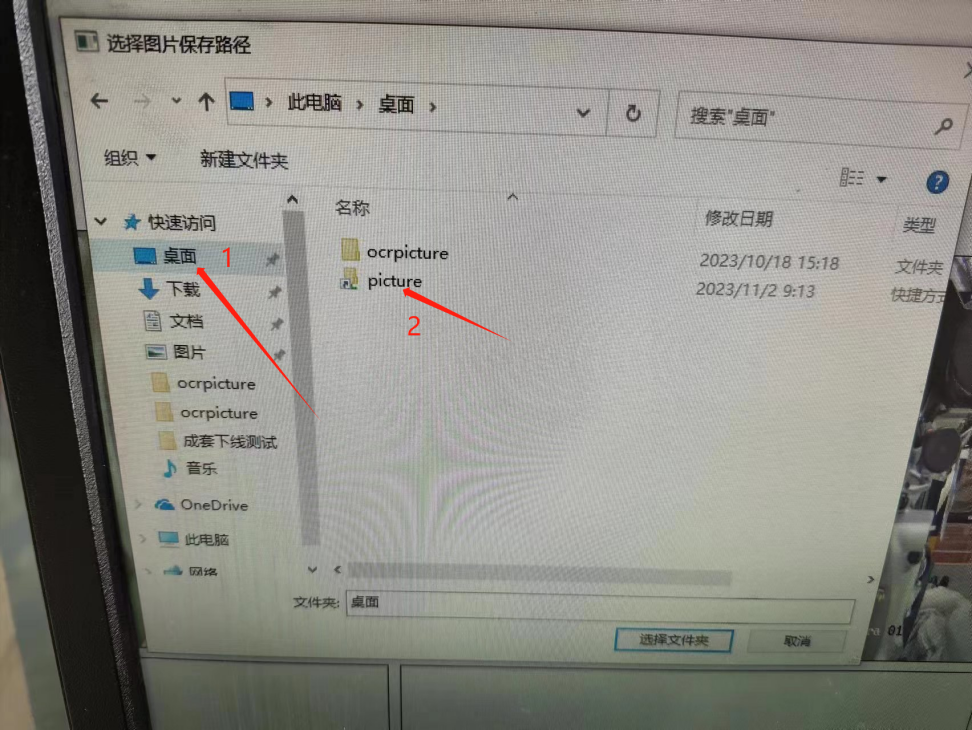 选择图片保存路径
此电脑 桌面
搜索"桌面"
组织 新建文件夹
?
名称 修改日期 类型
快速访问
桌面 1
下载
文档
图片
ocrpicture
ocrpicture
成套下线测试
音乐
OneDrive
此电脑
网络
ocrpicture 2023/10/18 15:18 文件夹
picture 2023/11/2 9:13 快捷方式
2
文件夹: 桌面
选择文件夹 取消
01